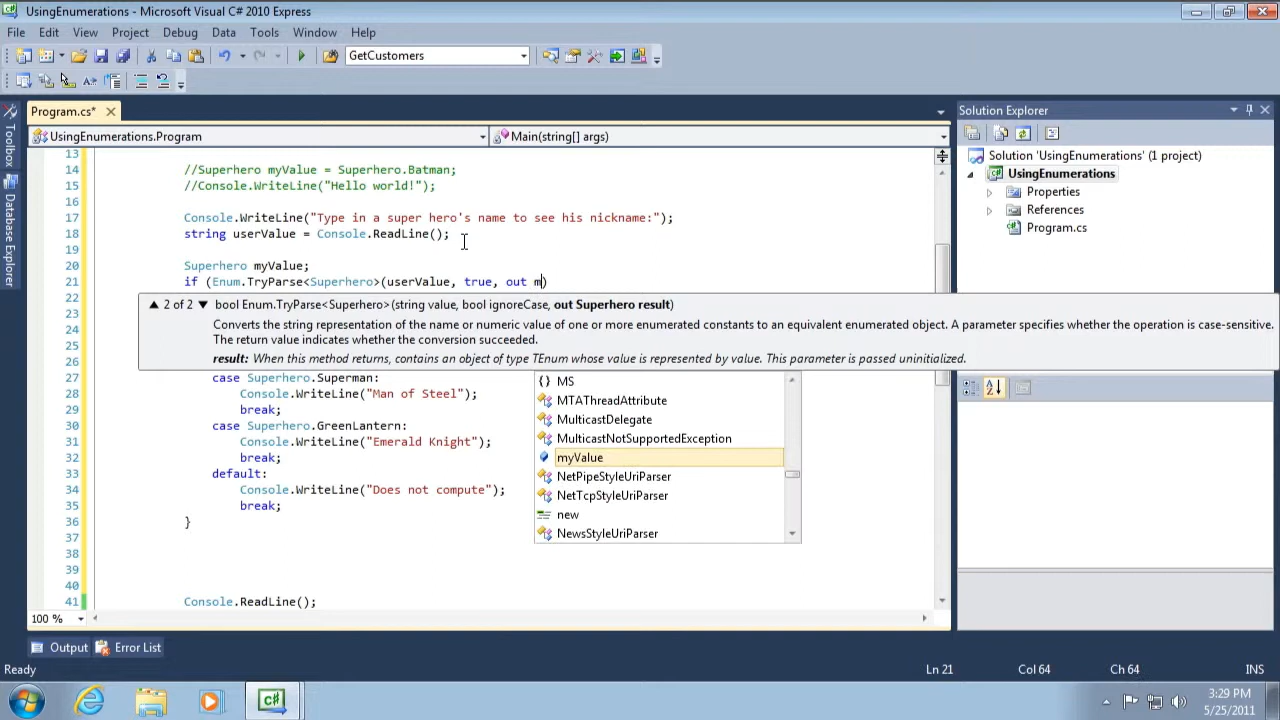 UsingEnumerations - Microsoft Visual C# 2010 Express
File Edit View Project Debug Data Tools Window Help
GetCustomers
Program.cs*
Solution Explorer
UsingEnumerations.Program
Main(string[] args)
Toolbox
Database Explorer
Solution 'UsingEnumerations' (1 project)
UsingEnumerations
Properties
References
Program.cs
13
14 //Superhero myValue = Superhero.Batman;
15 //Console.WriteLine("Hello world!");
16
17 Console.WriteLine("Type in a super hero's name to see his nickname:");
18 string userValue = Console.ReadLine();
19
20 Superhero myValue;
21 if (Enum.TryParse<Superhero>(userValue, true, out m)
22 2 of 2 bool Enum.TryParse<Superhero>(string value, bool ignoreCase, out Superhero result)
23 Converts the string representation of the name or numeric value of one or more enumerated constants to an equivalent enumerated object. A parameter specifies whether the operation is case-sensitive.
24 The return value indicates whether the conversion succeeded.
25
26 result: When this method returns, contains an object of type TEnum whose value is represented by value. This parameter is passed uninitialized.
27 case Superhero.Superman:
28 Console.WriteLine("Man of Steel");
29 break;
30 case Superhero.GreenLantern:
31 Console.WriteLine("Emerald Knight");
32 break;
33 default:
34 Console.WriteLine("Does not compute");
35 break;
36 }
37
38
39
40
41 Console.ReadLine();
{} MS
MTAThreadAttribute
MulticastDelegate
MulticastNotSupportedException
myValue
NetPipeStyleUriParser
NetTcpStyleUriParser
new
NewsStyleUriParser
100 %
Output
Error List
Ready
Ln 21
Col 64
Ch 64
INS
3:29 PM
5/25/2011